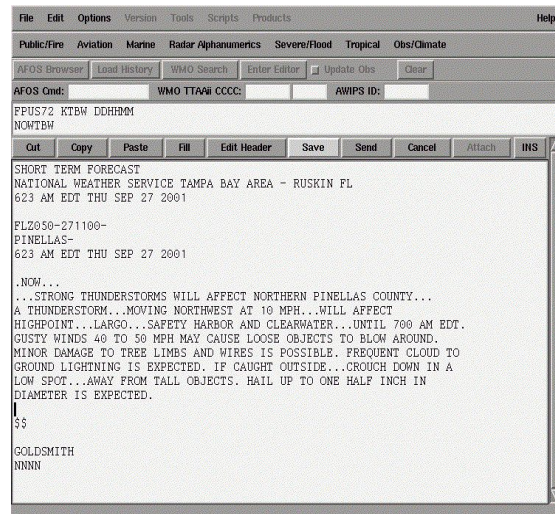 File Edit Options Version Tools Scripts Products Help
Public/Fire Aviation Marine Radar Alphanumerics Severe/Flood Tropical Obs/Climate
AFOS Browser Load History WMO Search Enter Editor Update Obs Clear
AFOS Cmd: WMO TTAAii CCCC: AWIPS ID:
FPUS72 KTBW DDHHMM
NOWTBW
Cut Copy Paste Fill Edit Header Save Send Cancel Attach INS
SHORT TERM FORECAST
NATIONAL WEATHER SERVICE TAMPA BAY AREA - RUSKIN FL
623 AM EDT THU SEP 27 2001
FLZ050-271100-
PINELLAS-
623 AM EDT THU SEP 27 2001
.NOW...
...STRONG THUNDERSTORMS WILL AFFECT NORTHERN PINELLAS COUNTY...
A THUNDERSTORM...MOVING NORTHWEST AT 10 MPH...WILL AFFECT
HIGHPOINT...LARGO...SAFETY HARBOR AND CLEARWATER...UNTIL 700 AM EDT.
GUSTY WINDS 40 TO 50 MPH MAY CAUSE LOOSE OBJECTS TO BLOW AROUND.
MINOR DAMAGE TO TREE LIMBS AND WIRES IS POSSIBLE. FREQUENT CLOUD TO
GROUND LIGHTNING IS EXPECTED. IF CAUGHT OUTSIDE...CROUCH DOWN IN A
LOW SPOT...AWAY FROM TALL OBJECTS. HAIL UP TO ONE HALF INCH IN
DIAMETER IS EXPECTED.
$$
GOLDSMITH
NNNN